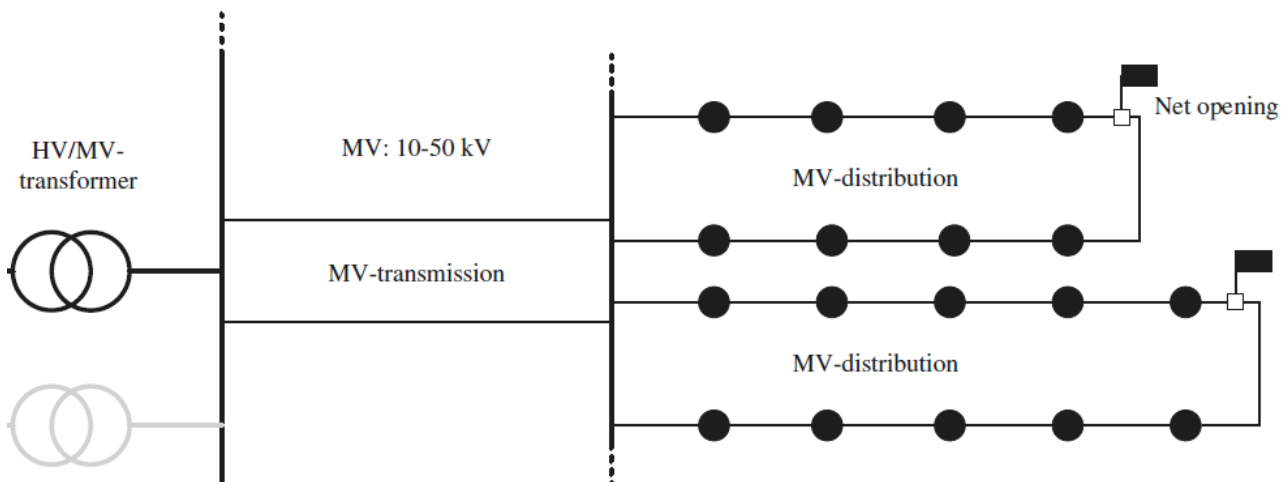 HV/MV-
transformer
MV: 10-50 kV
MV-transmission
Net opening
MV-distribution
MV-distribution